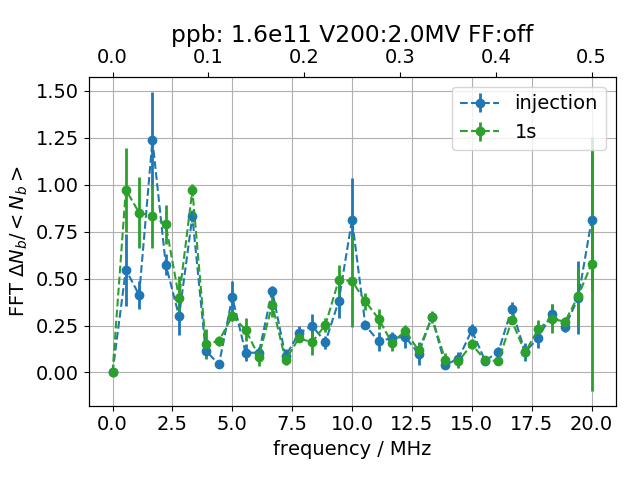 ppb: 1.6e11 V200:2.0MV FF:off
0.0 0.1 0.2 0.3 0.4 0.5
injection
1s
1.50
1.25
1.00
0.75
0.50
0.25
0.00
FFT ΔN_b/ < N_b >
0.0 2.5 5.0 7.5 10.0 12.5 15.0 17.5 20.0
frequency / MHz